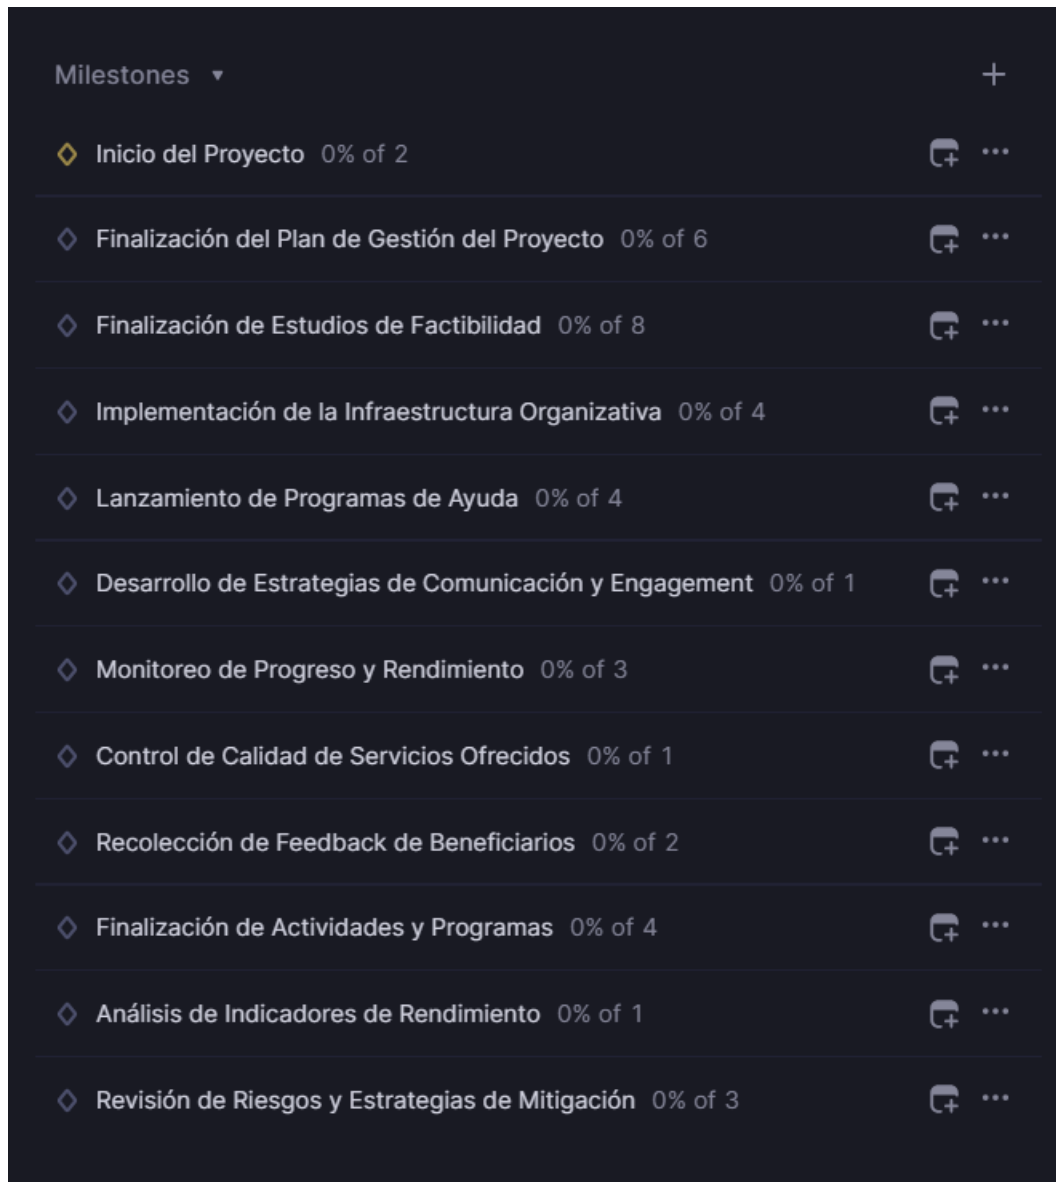 Milestones
Inicio del Proyecto 0% of 2
Finalización del Plan de Gestión del Proyecto 0% of 6
Finalización de Estudios de Factibilidad 0% of 8
Implementación de la Infraestructura Organizativa 0% of 4
Lanzamiento de Programas de Ayuda 0% of 4
Desarrollo de Estrategias de Comunicación y Engagement 0% of 1
Monitoreo de Progreso y Rendimiento 0% of 3
Control de Calidad de Servicios Ofrecidos 0% of 1
Recolección de Feedback de Beneficiarios 0% of 2
Finalización de Actividades y Programas 0% of 4
Análisis de Indicadores de Rendimiento 0% of 1
Revisión de Riesgos y Estrategias de Mitigación 0% of 3